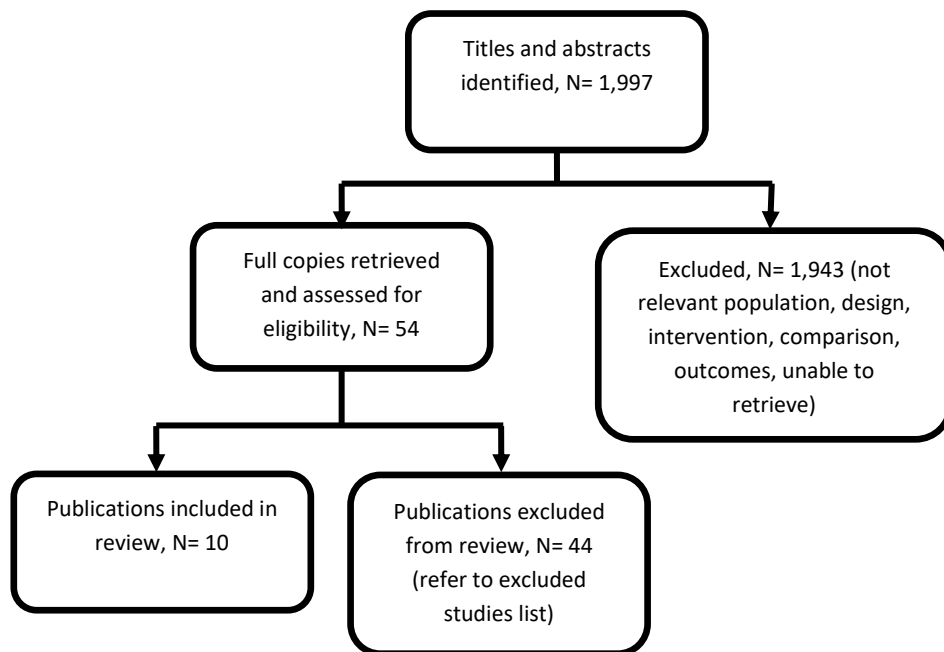 Titles and abstracts
identified, N= 1,997
Full copies retrieved
and assessed for
eligibility, N= 54
Excluded, N= 1,943 (not
relevant population, design,
intervention, comparison,
outcomes, unable to
retrieve)
Publications included in
review, N= 10
Publications excluded
from review, N= 44
(refer to excluded
studies list)